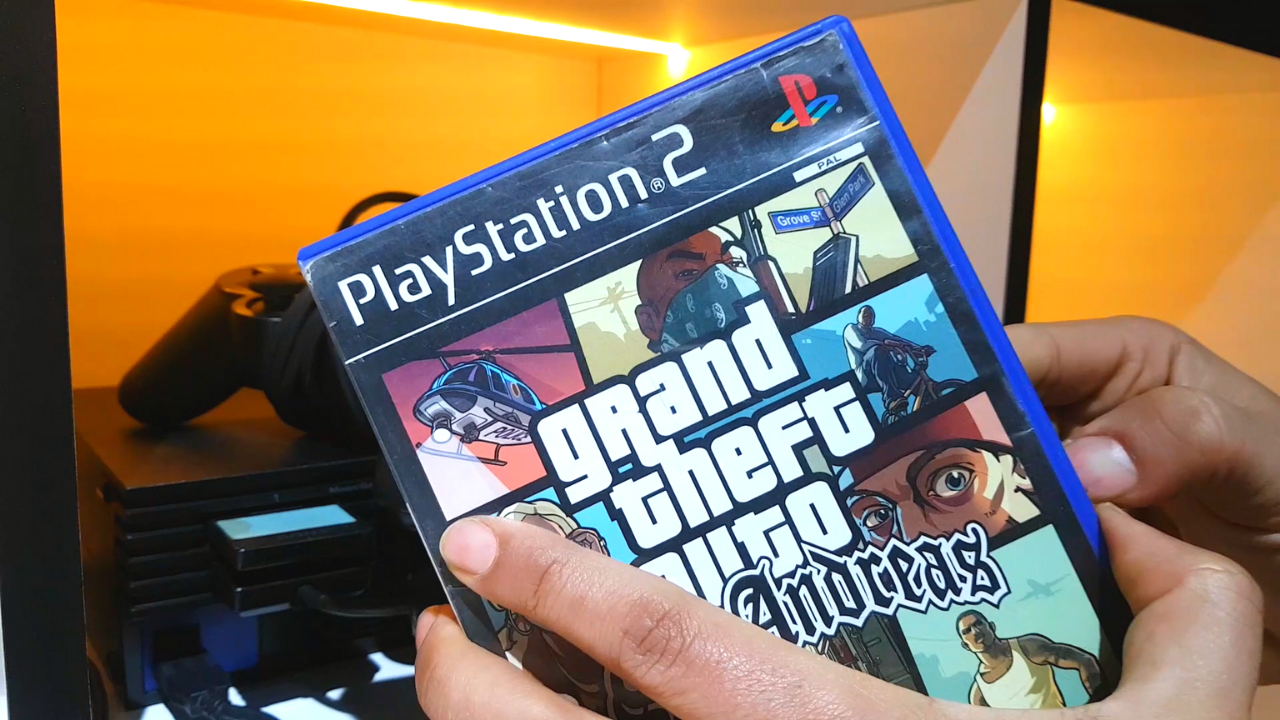 PlayStation®2
PAL
Grove St
Glen Park
grand
theft
auto
Andreas